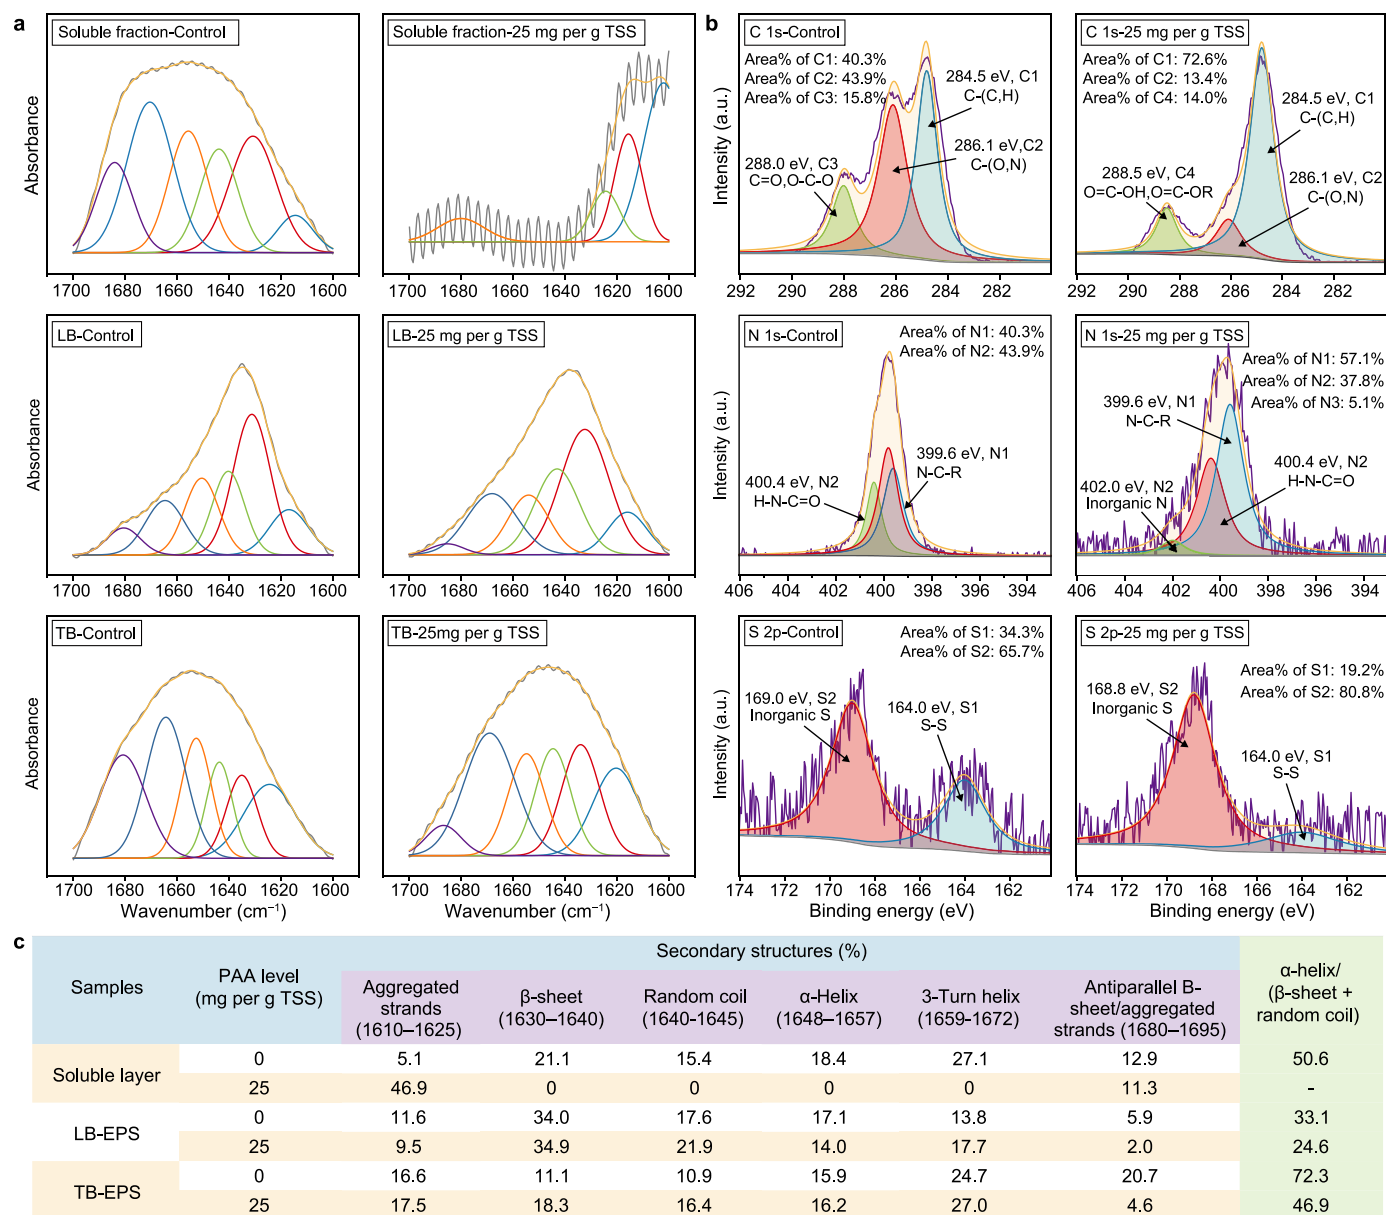 a
Soluble fraction-Control
Absorbance
1700 1680 1660 1640 1620 1600
Soluble fraction-25 mg per g TSS
1700 1680 1660 1640 1620 1600
LB-Control
Absorbance
1700 1680 1660 1640 1620 1600
LB-25 mg per g TSS
1700 1680 1660 1640 1620 1600
TB-Control
Absorbance
1700 1680 1660 1640 1620 1600
Wavenumber (cm⁻¹)
TB-25mg per g TSS
1700 1680 1660 1640 1620 1600
Wavenumber (cm⁻¹)
b
C 1s-Control
Area% of C1: 40.3%
Area% of C2: 43.9%
Area% of C3: 15.8%
284.5 eV, C1
C-(C,H)
286.1 eV,C2
C-(O,N)
288.0 eV, C3
C=O,O-C-O
Intensity (a.u.)
292 290 288 286 284 282
C 1s-25 mg per g TSS
Area% of C1: 72.6%
Area% of C2: 13.4%
Area% of C4: 14.0%
284.5 eV, C1
C-(C,H)
288.5 eV, C4
O=C-OH,O=C-OR
286.1 eV, C2
C-(O,N)
292 290 288 286 284 282
N 1s-Control
Area% of N1: 40.3%
Area% of N2: 43.9%
399.6 eV, N1
N-C-R
400.4 eV, N2
H-N-C=O
Intensity (a.u.)
406 404 402 400 398 396 394
N 1s-25 mg per g TSS
Area% of N1: 57.1%
Area% of N2: 37.8%
Area% of N3: 5.1%
399.6 eV, N1
N-C-R
400.4 eV, N2
H-N-C=O
402.0 eV, N2
Inorganic N
406 404 402 400 398 396 394
S 2p-Control
Area% of S1: 34.3%
Area% of S2: 65.7%
169.0 eV, S2
Inorganic S
164.0 eV, S1
S-S
Intensity (a.u.)
174 172 170 168 166 164 162
Binding energy (eV)
S 2p-25 mg per g TSS
Area% of S1: 19.2%
Area% of S2: 80.8%
168.8 eV, S2
Inorganic S
164.0 eV, S1
S-S
174 172 170 168 166 164 162
Binding energy (eV)
c
Samples
PAA level
(mg per g TSS)
Secondary structures (%)
Aggregated
strands
(1610–1625)
β-sheet
(1630–1640)
Random coil
(1640-1645)
α-Helix
(1648–1657)
3-Turn helix
(1659-1672)
Antiparallel B-
sheet/aggregated
strands (1680–1695)
α-helix/
(β-sheet +
random coil)
Soluble layer
0 5.1 21.1 15.4 18.4 27.1 12.9 50.6
25 46.9 0 0 0 0 11.3 -
LB-EPS
0 11.6 34.0 17.6 17.1 13.8 5.9 33.1
25 9.5 34.9 21.9 14.0 17.7 2.0 24.6
TB-EPS
0 16.6 11.1 10.9 15.9 24.7 20.7 72.3
25 17.5 18.3 16.4 16.2 27.0 4.6 46.9